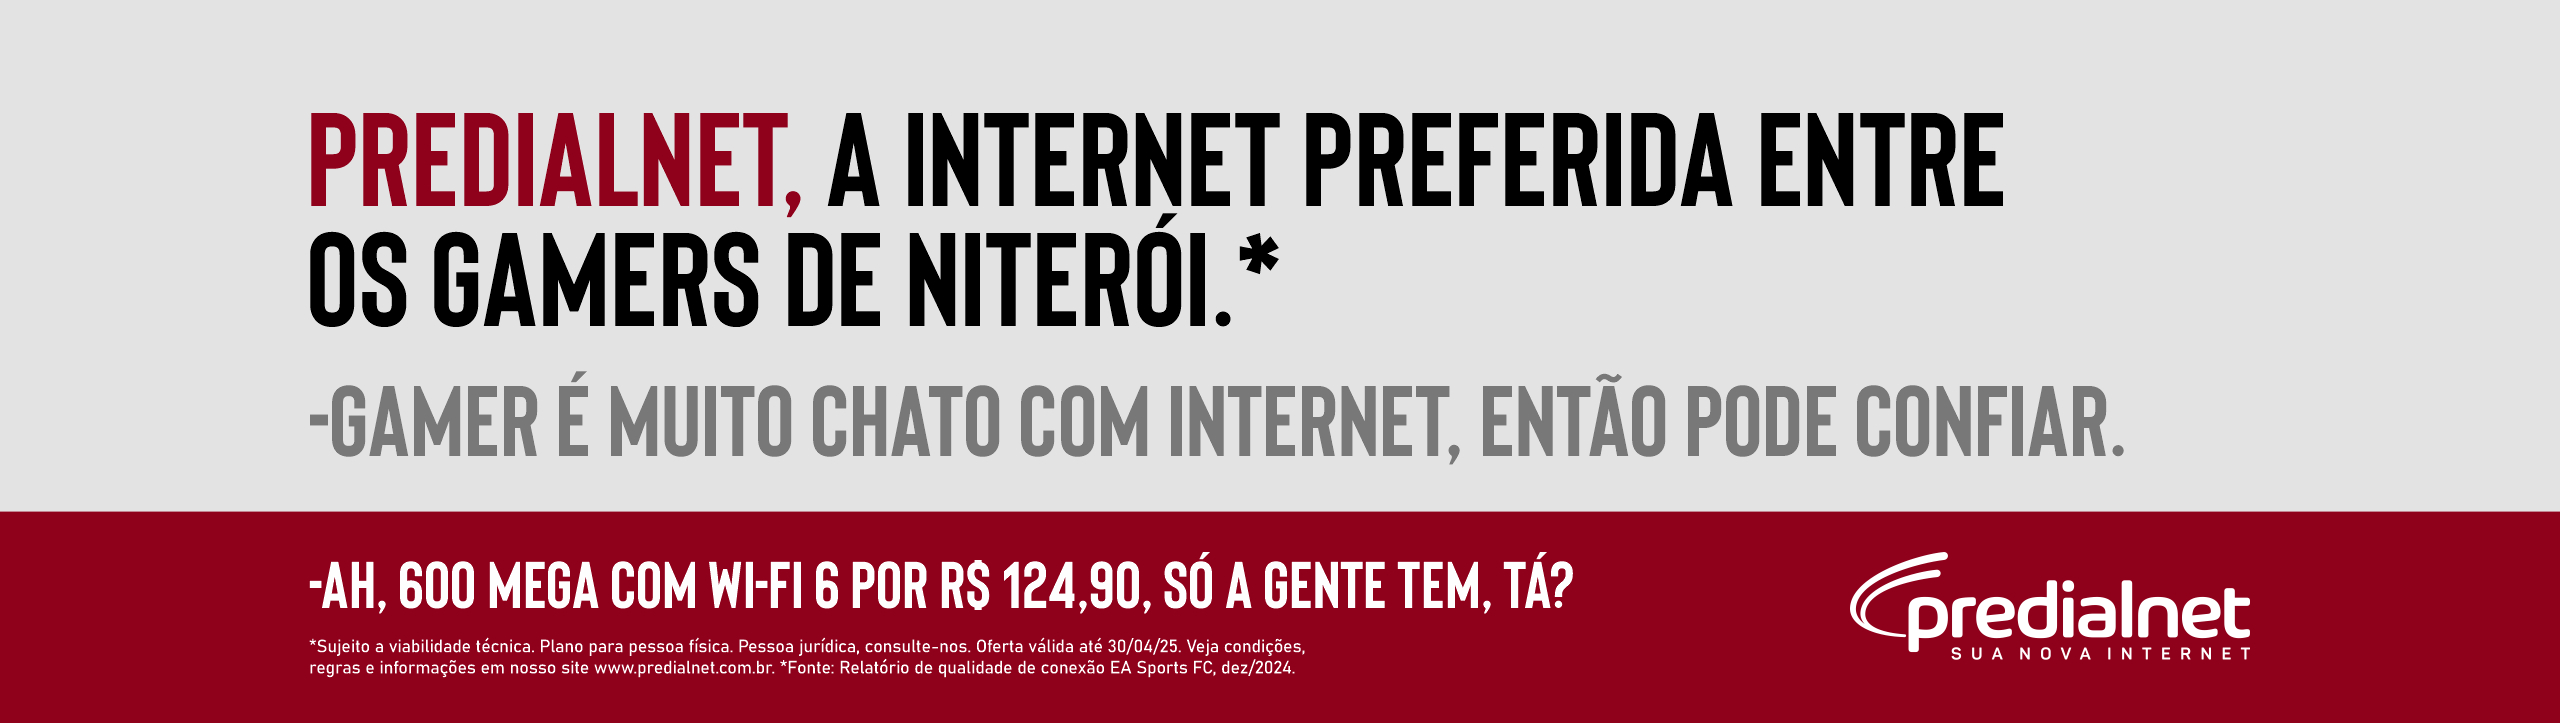 PREDIALNET, A INTERNET PREFERIDA ENTRE
OS GAMERS DE NITERÓI.*
-GAMER É MUITO CHATO COM INTERNET, ENTÃO PODE CONFIAR.
-AH, 600 MEGA COM WI-FI 6 POR R$ 124,90, SÓ A GENTE TEM, TÁ?
*Sujeito a viabilidade técnica. Plano para pessoa física. Pessoa jurídica, consulte-nos. Oferta válida até 30/04/25. Veja condições,
regras e informações em nosso site www.predialnet.com.br. *Fonte: Relatório de qualidade de conexão EA Sports FC, dez/2024.
predialnet
SUA NOVA INTERNET